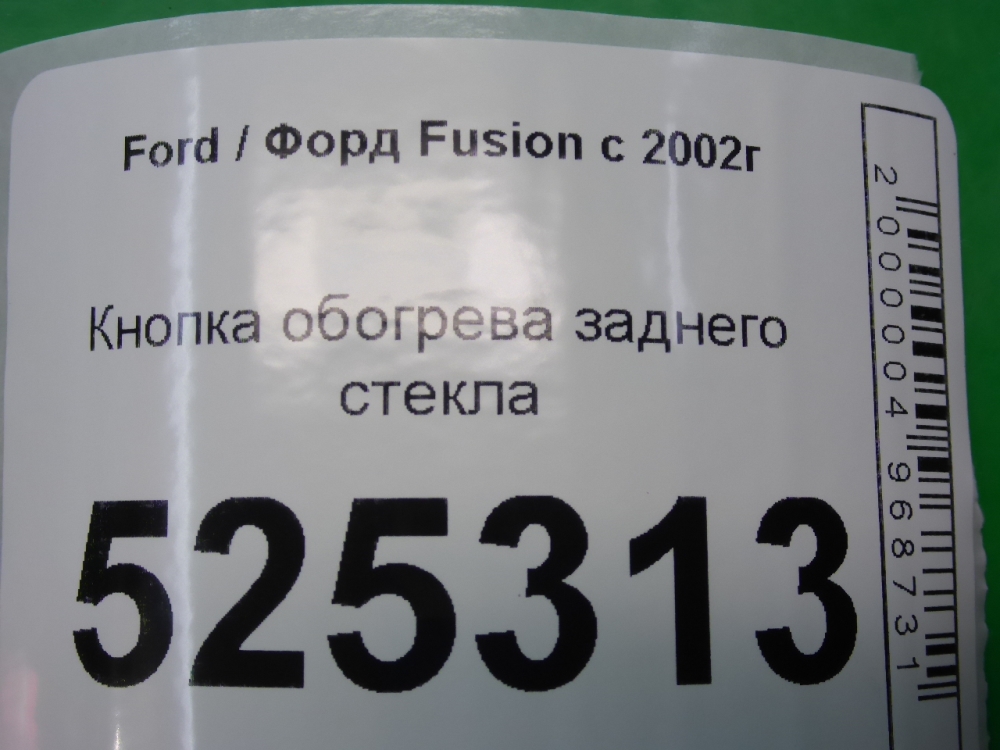 Ford / Форд Fusion с 2002г
Кнопка обогрева заднего
стекла
525313
2000004968731